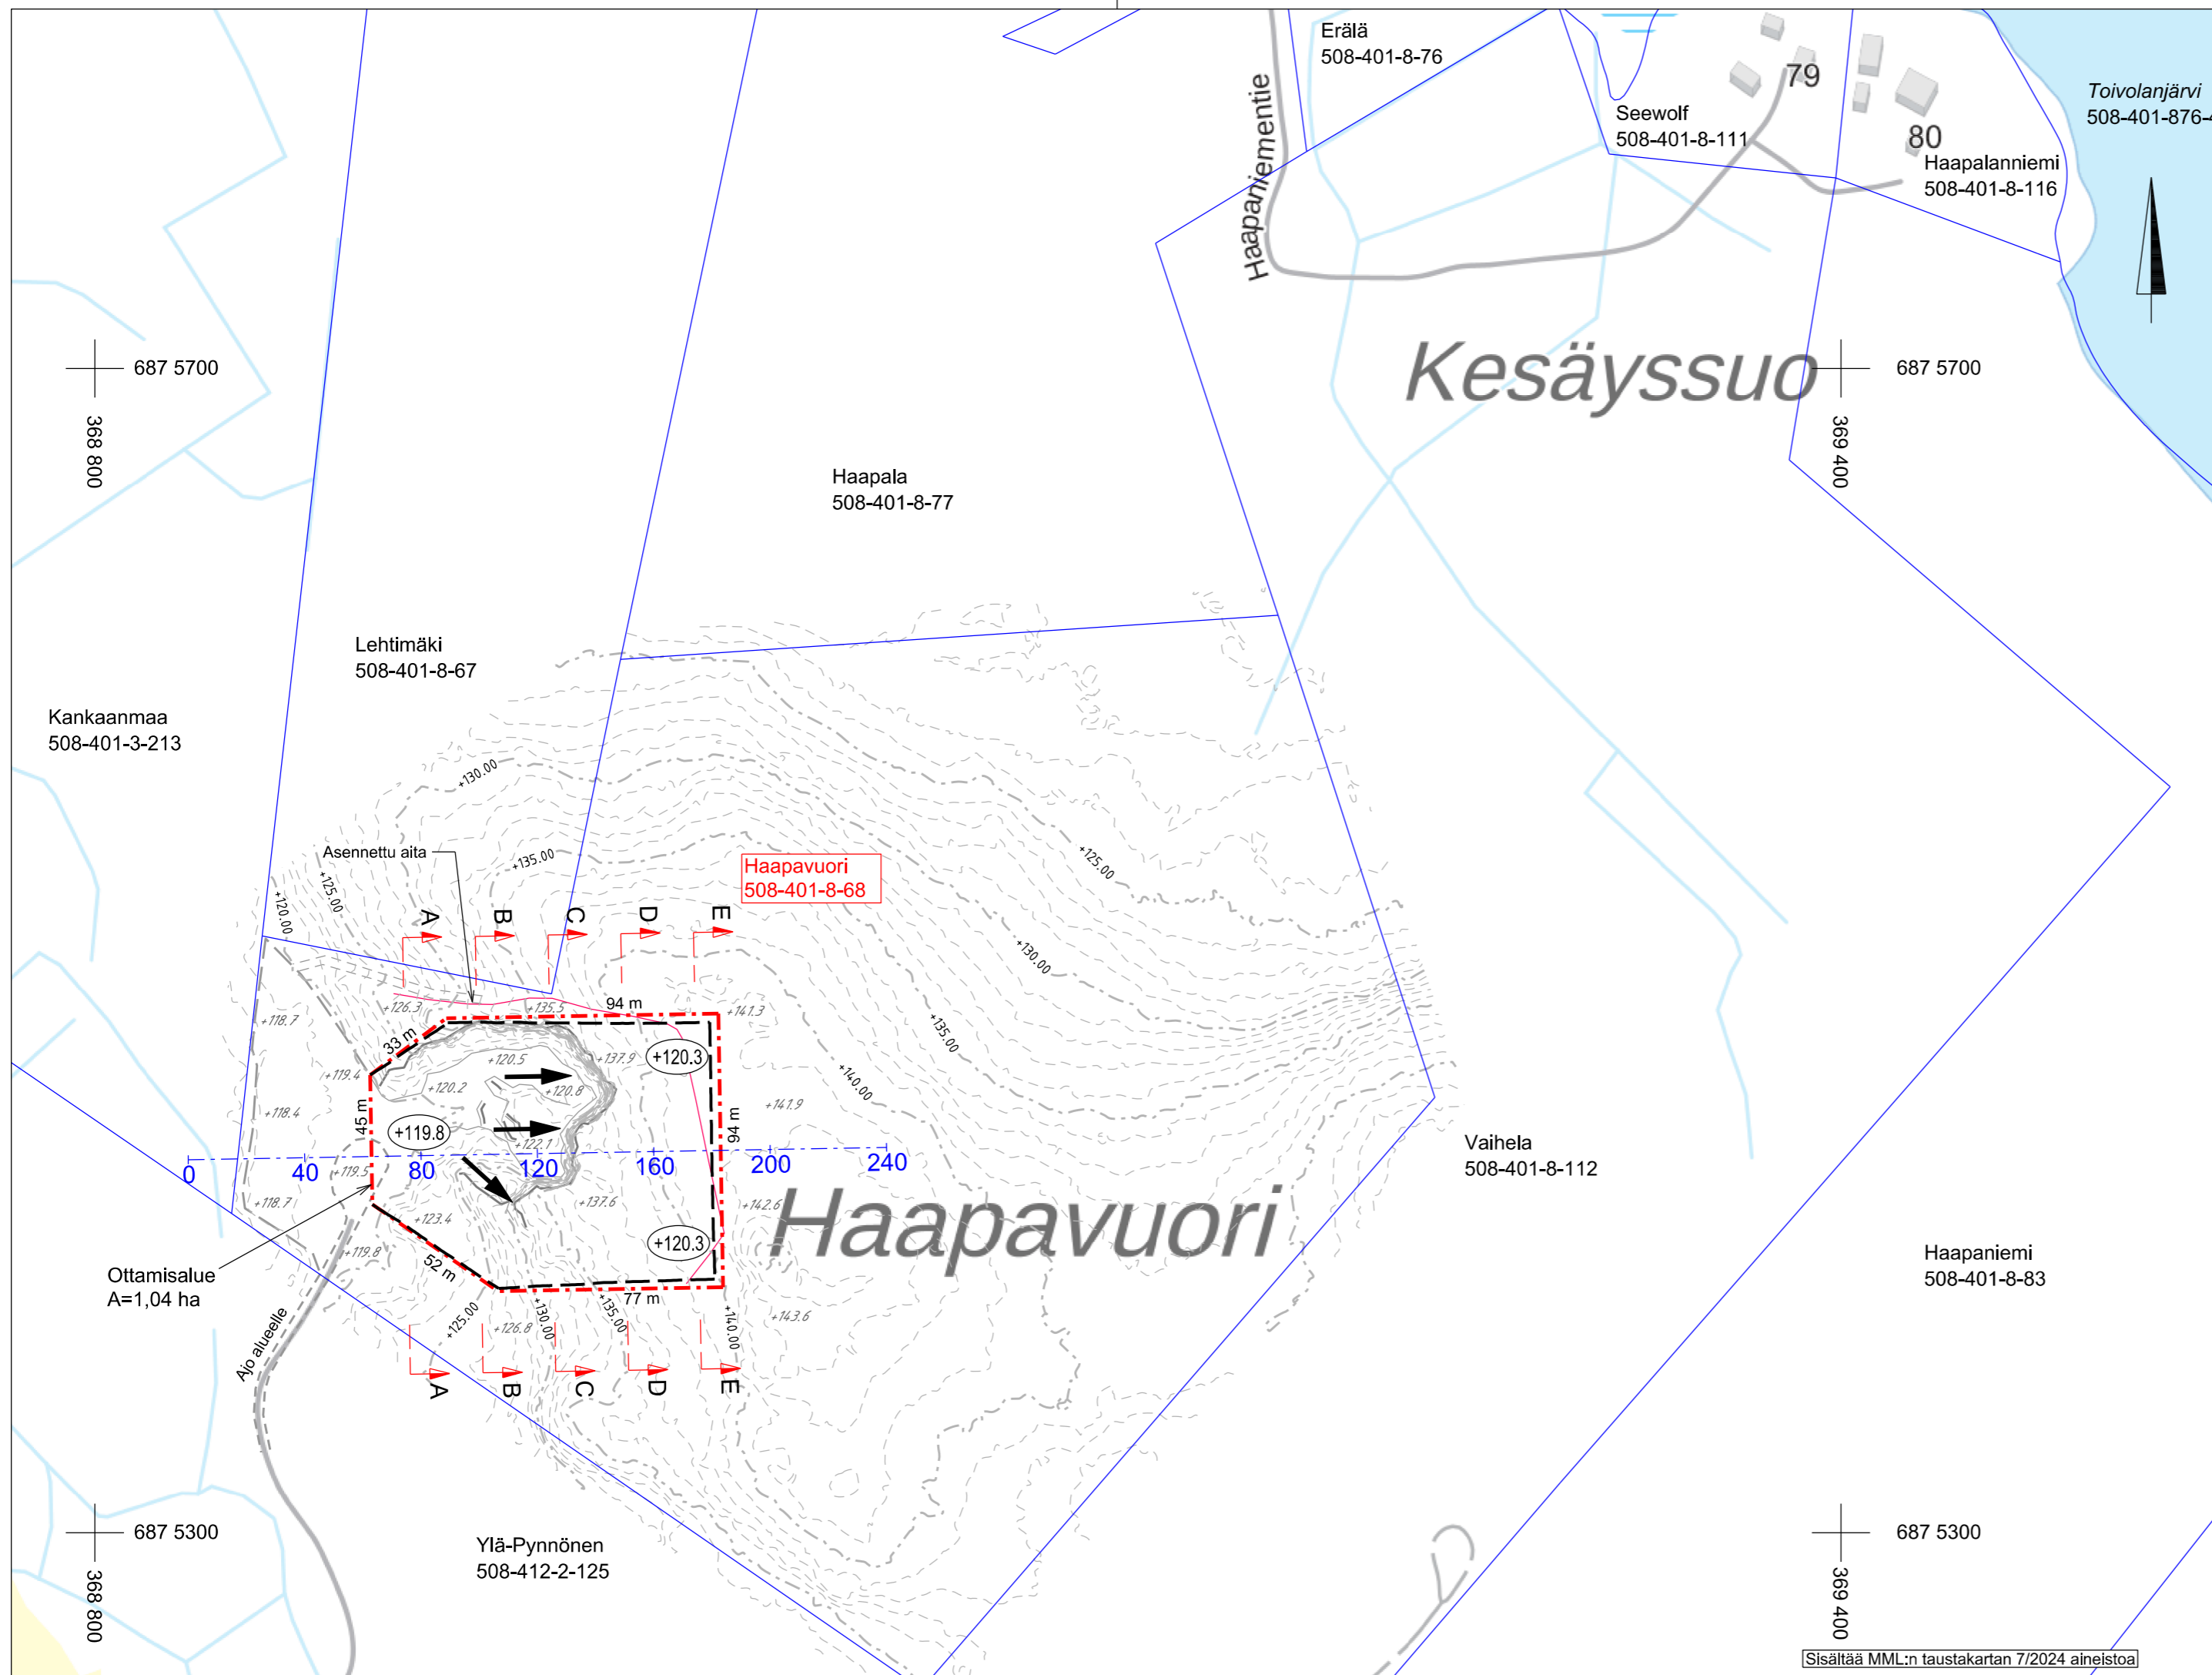 Erälä
508-401-8-76
Haapaniementie
79
Seewolf
508-401-8-111
80
Haapalanniemi
508-401-8-116
Toivolanjärvi
508-401-876-4
687 5700
368 800
Kesäyssuo
687 5700
369 400
Haapala
508-401-8-77
Lehtimäki
508-401-8-67
Kankaanmaa
508-401-3-213
+130.00
+135.00
Asennettu aita
+125.00
+120.00
Haapavuori
508-401-8-68
+125.00
+130.00
+135.00
+140.00
A
B
C
D
E
94 m
+126.3
+135.5
+141.3
+118.7
33 m
+120.5
+137.9
+120.3
+119.4
+120.2
+120.8
+141.9
+118.4
45 m
+119.8
+122.1
94 m
0
40
80
120
160
200
240
+119.5
+118.7
+123.4
+137.6
+142.6
Haapavuori
+120.3
+119.8
52 m
77 m
Ottamisalue
A=1,04 ha
Ajo alueelle
+125.00
+126.8
+130.00
+135.00
+140.00
+143.6
A
B
C
D
E
Vaihela
508-401-8-112
Haapaniemi
508-401-8-83
687 5300
368 800
Ylä-Pynnönen
508-412-2-125
687 5300
369 400
Sisältää MML:n taustakartan 7/2024 aineistoa